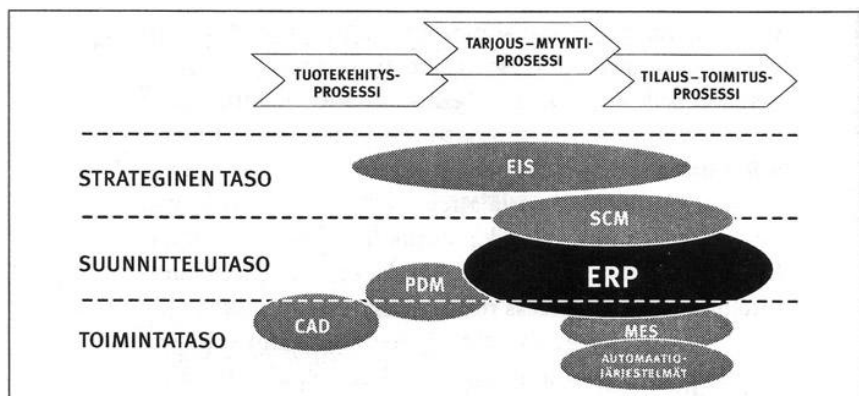 TUOTEKEHITYS-
PROSESSI
TARJOUS–MYYNTI-
PROSESSI
TILAUS–TOIMITUS-
PROSESSI
STRATEGINEN TASO
EIS
SCM
SUUNNITTELUTASO
ERP
PDM
CAD
TOIMINTATASO
MES
AUTOMAATIO-
JÄRJESTELMÄT